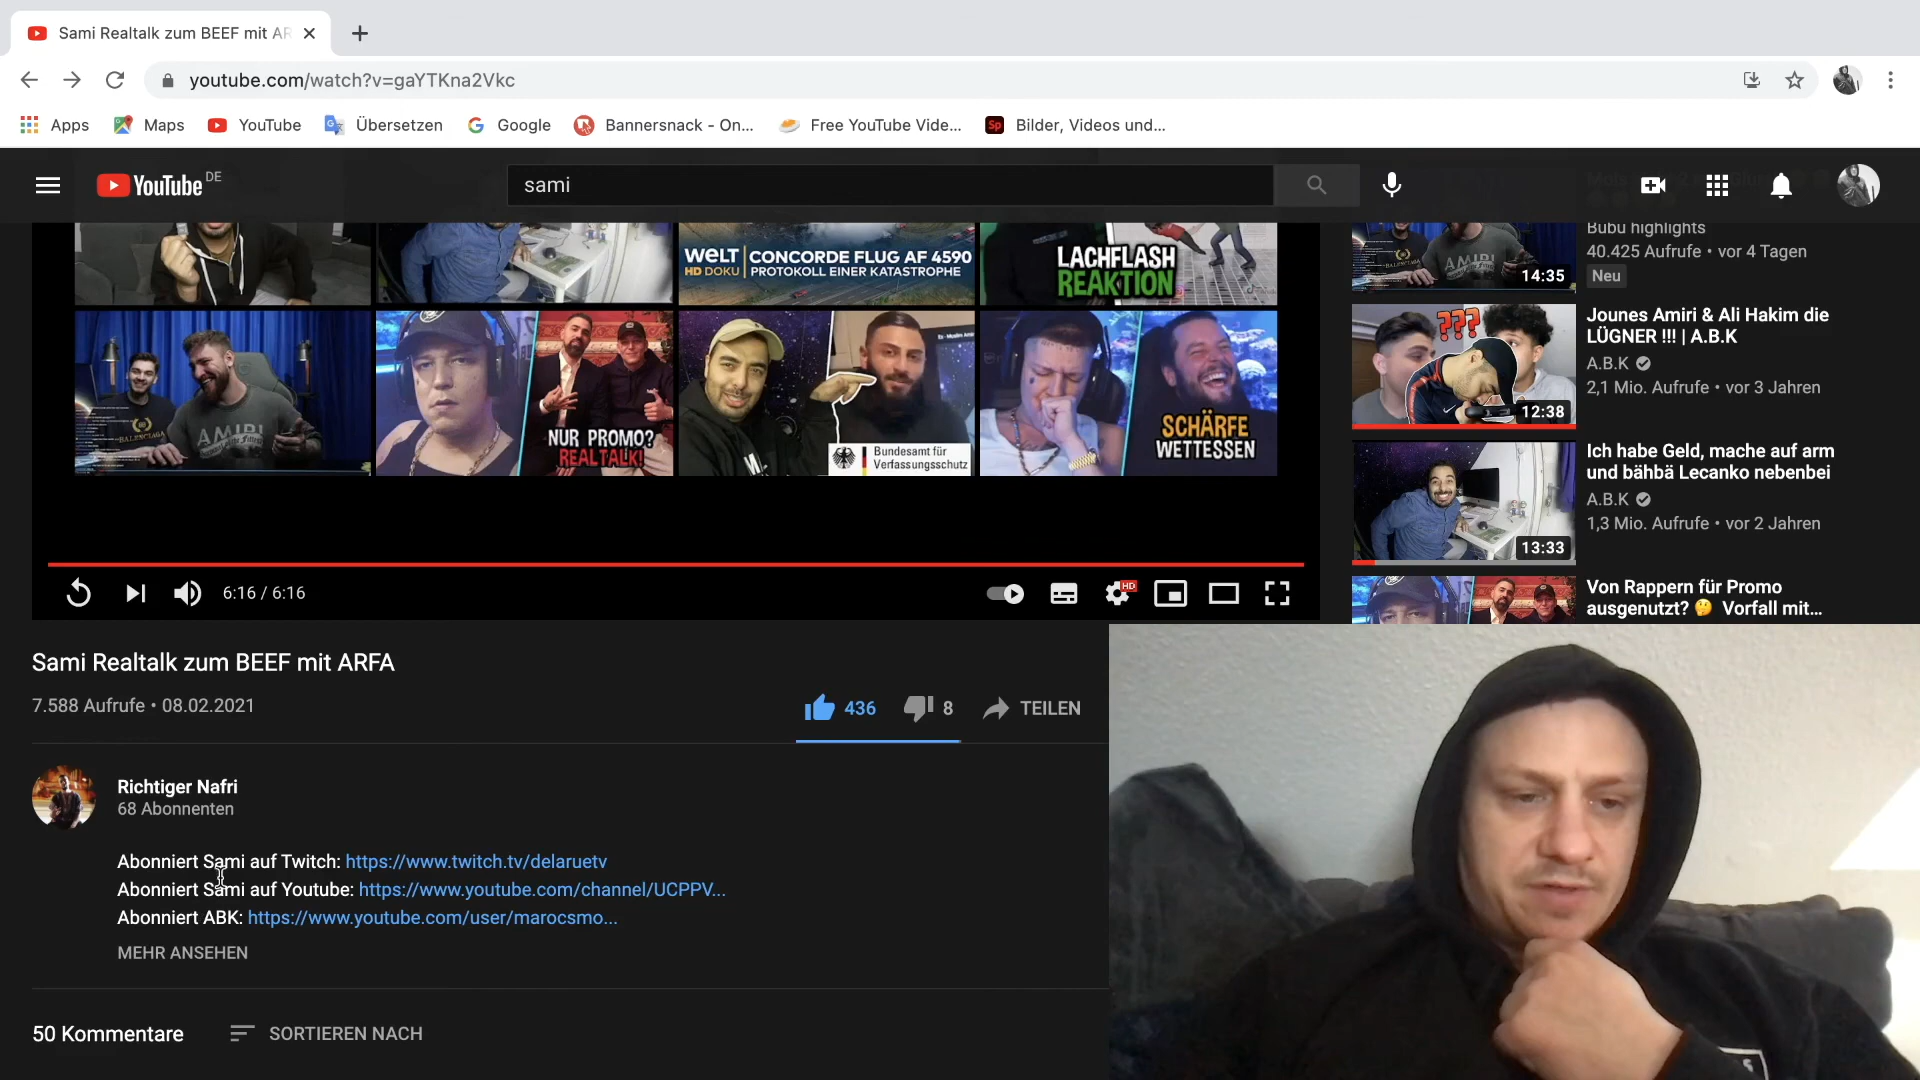 Sami Realtalk zum BEEF mit AR
youtube.com/watch?v=gaYTKna2Vkc
Apps
Maps
YouTube
Übersetzen
Google
Bannersnack - On...
Free YouTube Vide...
Sp
Bilder, Videos und...
YouTube DE
sami
WELT CONCORDE FLUG AF 4590
HD DOKU PROTOKOLL EINER KATASTROPHE
LACHFLASH
REAKTION
BALENCIAGA
AMIRI
NUR PROMO?
REALTALK!
Bundesamt für
Verfassungsschutz
SCHÄRFE
WETTESSEN
6:16 / 6:16
HD
Bubu highlights
40.425 Aufrufe • vor 4 Tagen
Neu
14:35
???
12:38
Jounes Amiri & Ali Hakim die
LÜGNER !!! | A.B.K
A.B.K
2,1 Mio. Aufrufe • vor 3 Jahren
13:33
Ich habe Geld, mache auf arm
und bähbä Lecanko nebenbei
A.B.K
1,3 Mio. Aufrufe • vor 2 Jahren
Von Rappern für Promo
ausgenutzt? 🤔 Vorfall mit...
Sami Realtalk zum BEEF mit ARFA
7.588 Aufrufe • 08.02.2021
436
8
TEILEN
Richtiger Nafri
68 Abonnenten
Abonniert Sami auf Twitch: https://www.twitch.tv/delaruetv
Abonniert Sami auf Youtube: https://www.youtube.com/channel/UCPPV...
Abonniert ABK: https://www.youtube.com/user/marocsmo...
MEHR ANSEHEN
50 Kommentare
SORTIEREN NACH